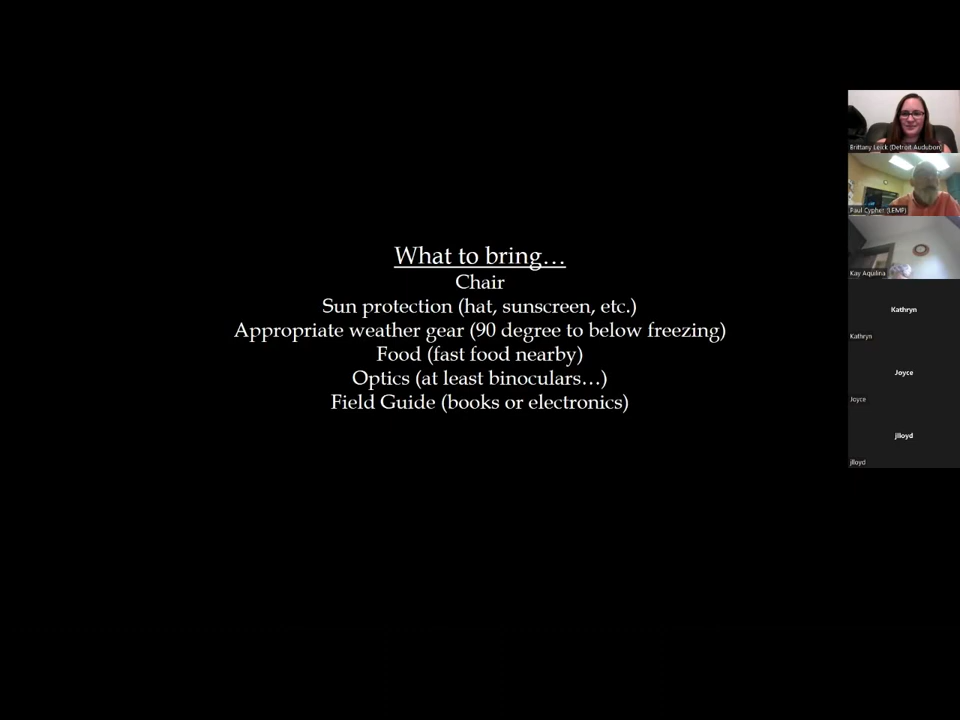 What to bring…
Chair
Sun protection (hat, sunscreen, etc.)
Appropriate weather gear (90 degree to below freezing)
Food (fast food nearby)
Optics (at least binoculars…)
Field Guide (books or electronics)
Brittany Leick (Detroit Audubon)
Paul Cypher (LEMP)
Kay Aquilina
Kathryn
Kathryn
Joyce
Joyce
jlloyd
jlloyd